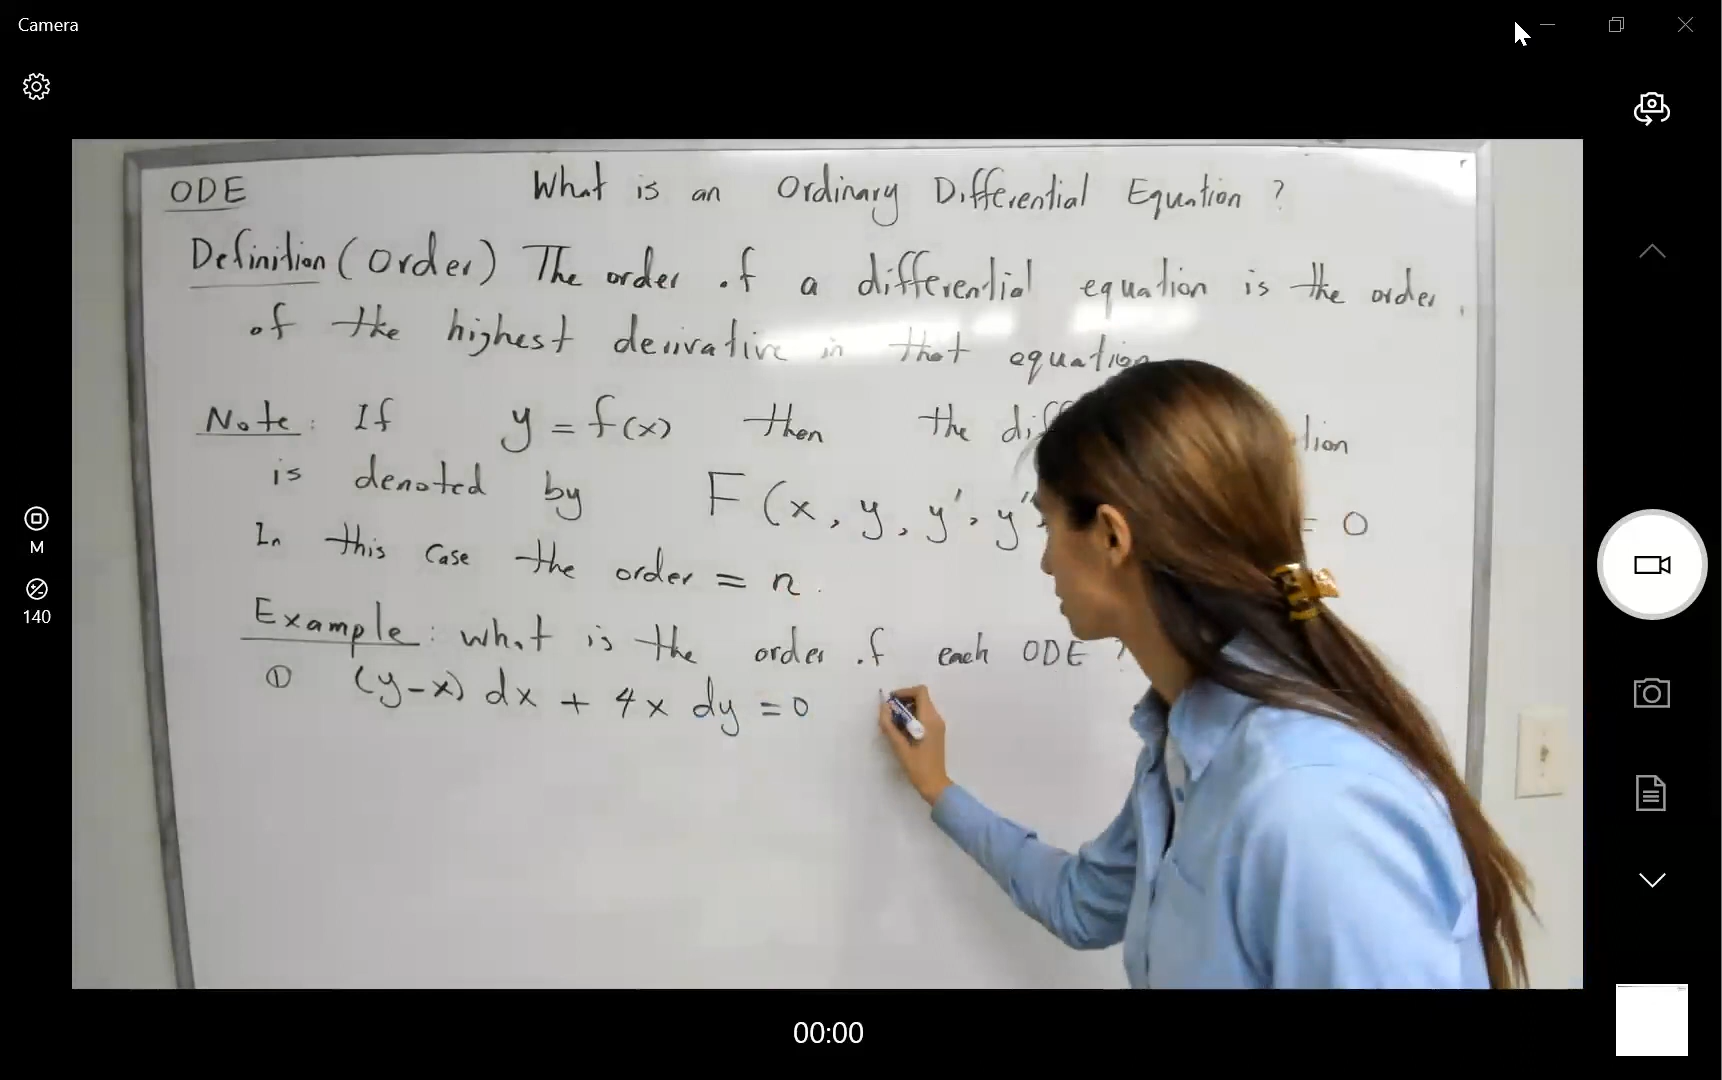 Camera
ODE What is an Ordinary Differential Equation ?
Definition (Order) The order of a differential equation is the order
of the highest derivative in that equation
Note: If y = f(x) then the
is denoted by F (x, y, y', y' = 0
In this case the order = n.
Example: what is the order of each ODE ?
① (y-x) dx + 4x dy = 0
M
140
00:00